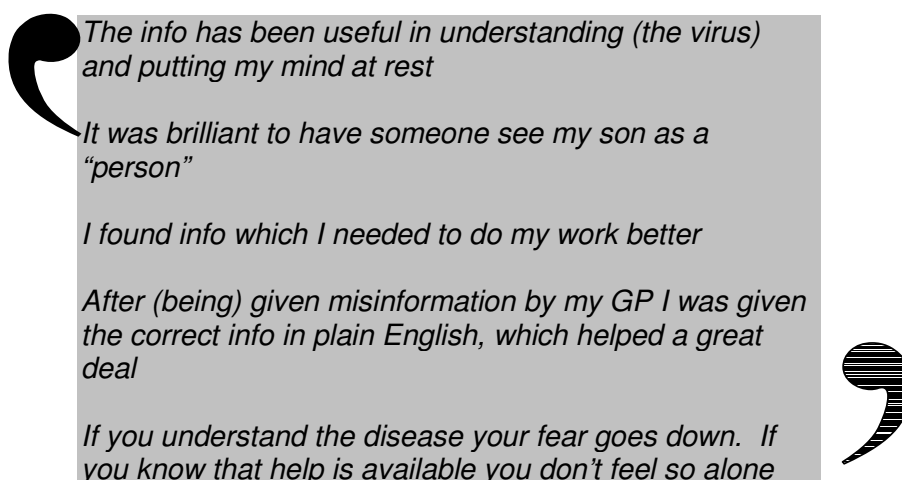 The info has been useful in understanding (the virus)
and putting my mind at rest
It was brilliant to have someone see my son as a
“person”
I found info which I needed to do my work better
After (being) given misinformation by my GP I was given
the correct info in plain English, which helped a great
deal
If you understand the disease your fear goes down.  If
you know that help is available you don’t feel so alone